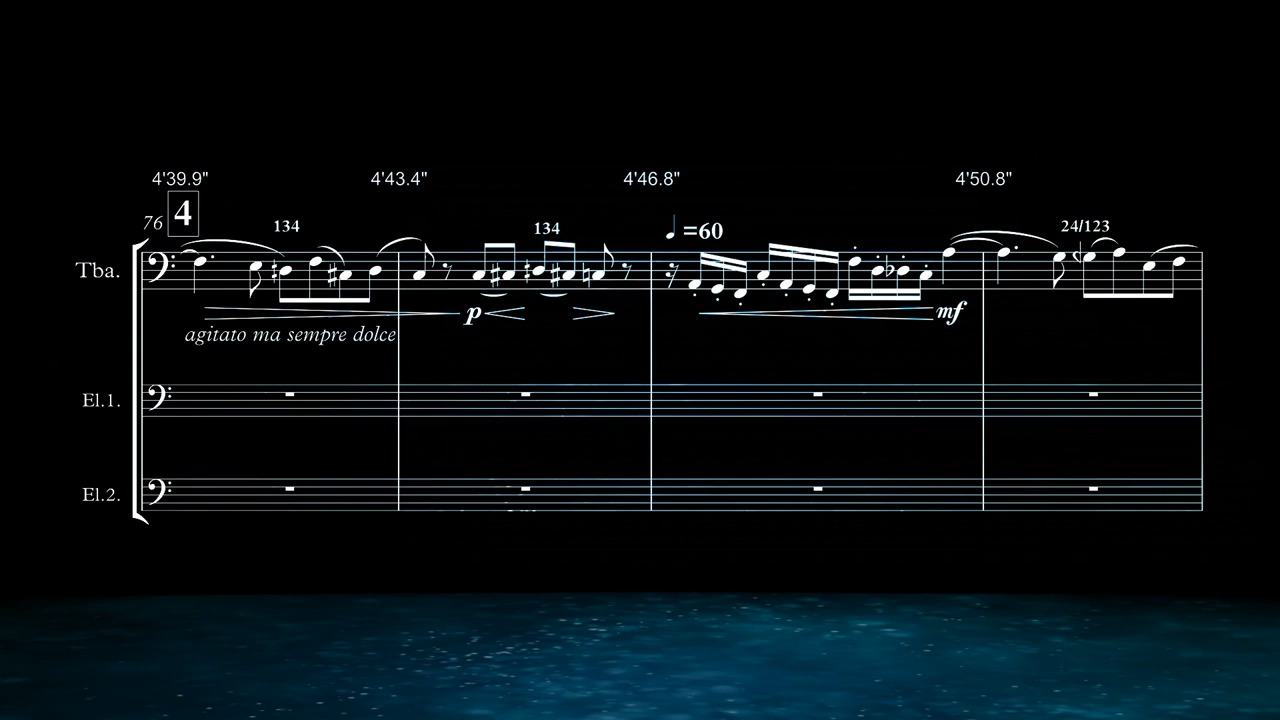 4'39.9" 4'43.4" 4'46.8" 4'50.8"
76 4 134 134 =60 24/123
Tba.
p mf
agitato ma sempre dolce
El.1.
El.2.